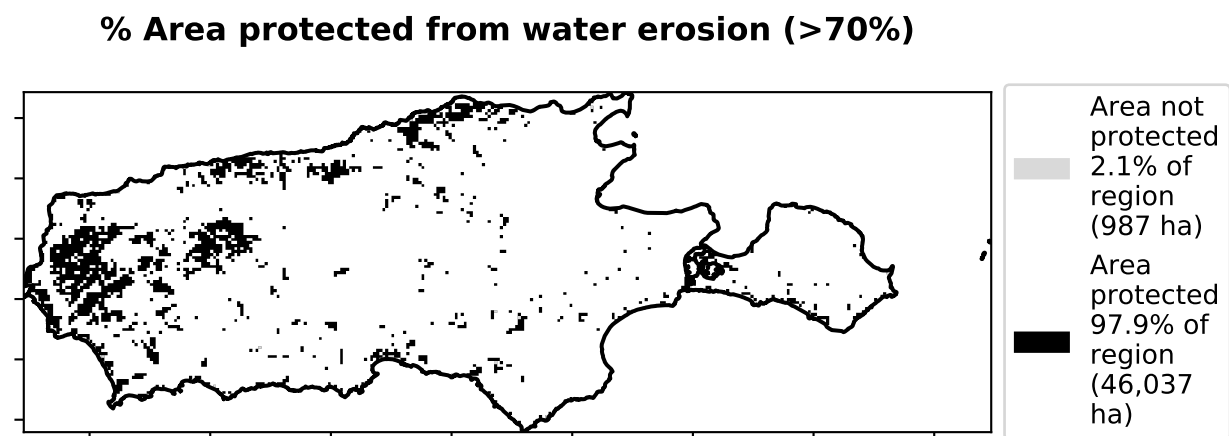 % Area protected from water erosion (>70%)
Area not
protected
2.1% of
region
(987 ha)
Area
protected
97.9% of
region
(46,037
ha)